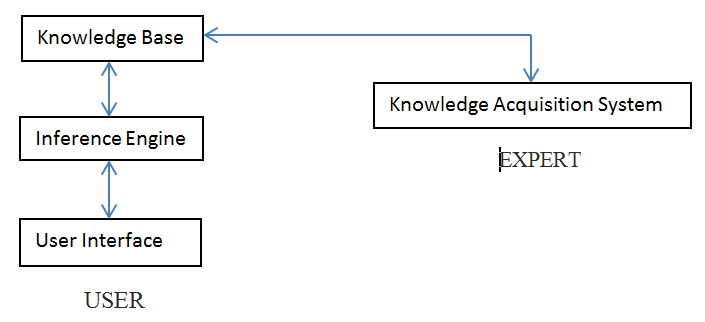 Knowledge Base
Knowledge Acquisition System
Inference Engine
EXPERT
User Interface
USER